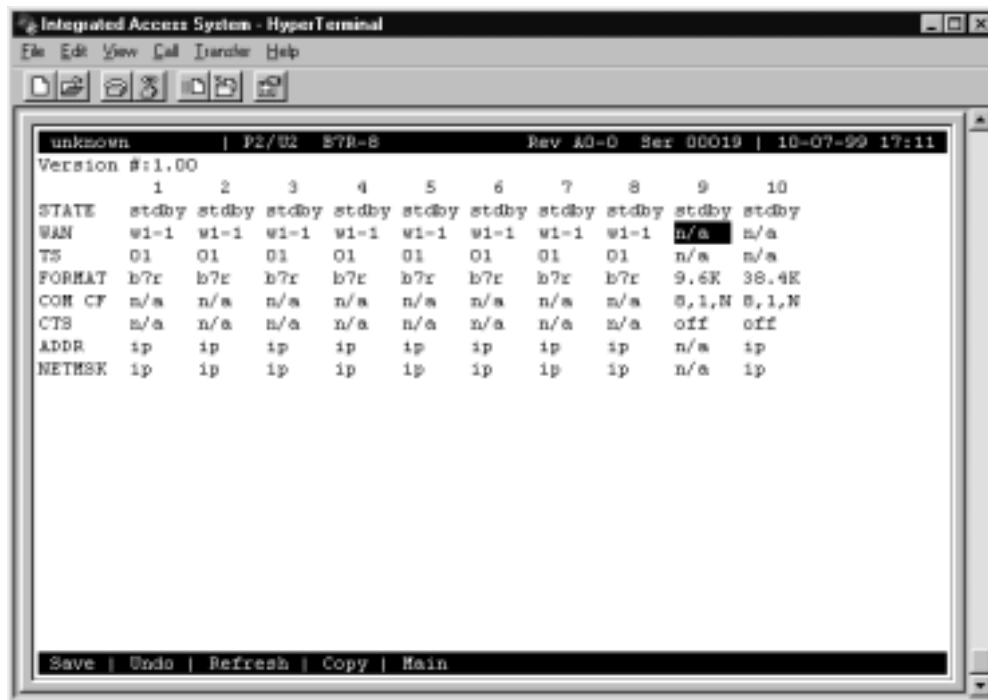 Integrated Access System - HyperTerminal
File Edit View Call Transfer Help
unknown | P2/U2 B7R-8 Rev A0-0 Ser 00019 | 10-07-99 17:11
Version #:1.00
1 2 3 4 5 6 7 8 9 10
STATE stdby stdby stdby stdby stdby stdby stdby stdby stdby stdby
WAN w1-1 w1-1 w1-1 w1-1 w1-1 w1-1 w1-1 w1-1 n/a n/a
TS 01 01 01 01 01 01 01 01 n/a n/a
FORMAT b7r b7r b7r b7r b7r b7r b7r b7r 9.6K 38.4K
COM CF n/a n/a n/a n/a n/a n/a n/a n/a 8,1,N 8,1,N
CTS n/a n/a n/a n/a n/a n/a n/a n/a off off
ADDR ip ip ip ip ip ip ip ip n/a ip
NETMSK ip ip ip ip ip ip ip ip n/a ip
Save | Undo | Refresh | Copy | Main